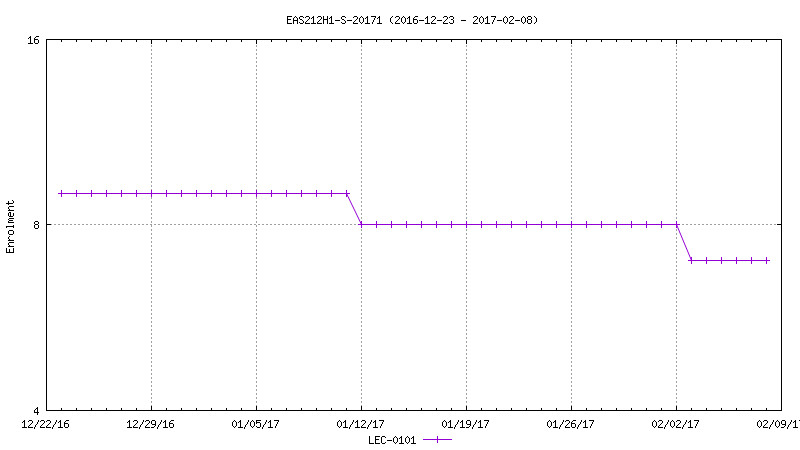 EAS212H1-S-20171 (2016-12-23 - 2017-02-08)
16
8
4
Enrolment
12/22/16 12/29/16 01/05/17 01/12/17 01/19/17 01/26/17 02/02/17 02/09/1
LEC-0101